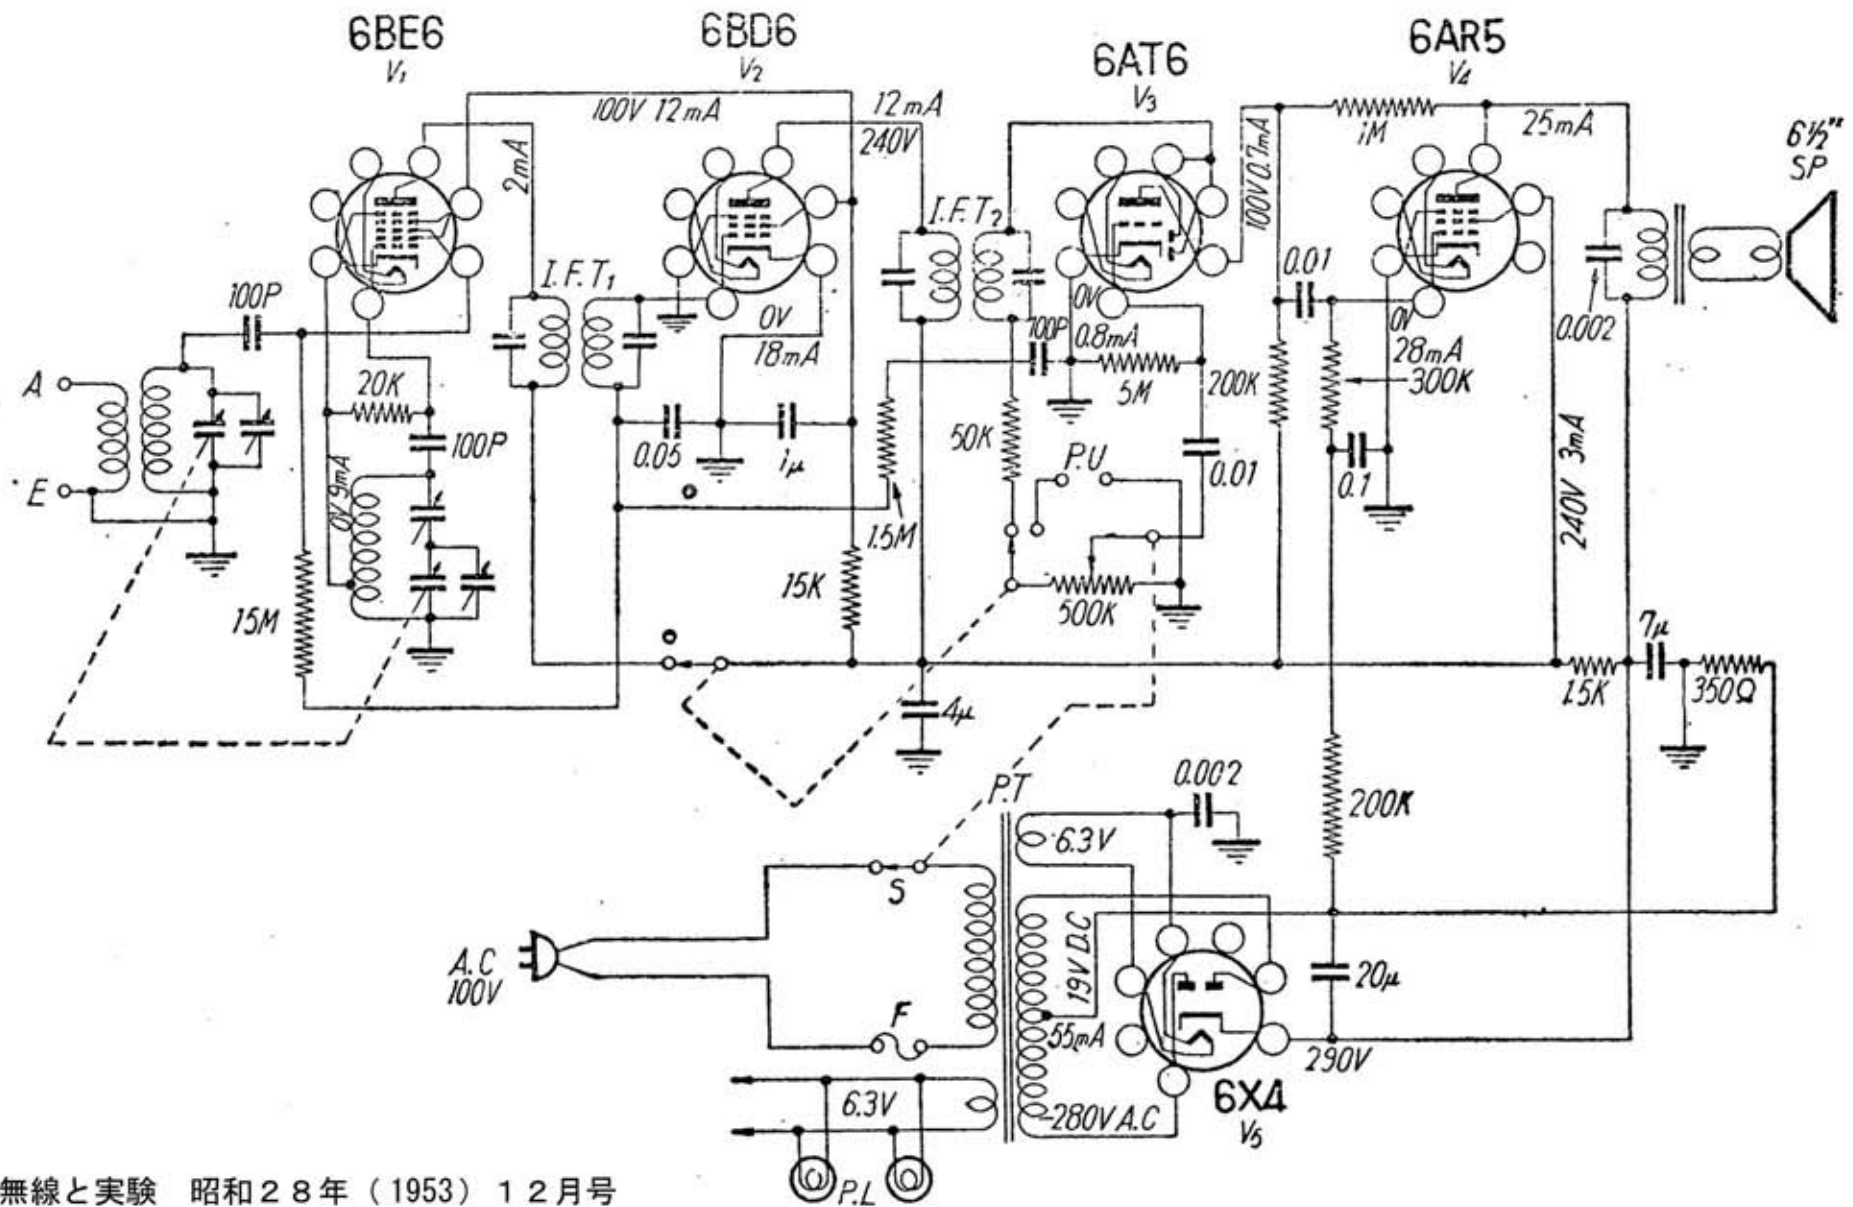 6BE6
V1
6BD6
V2
6AT6
V3
6AR5
V4
100V 12mA
12mA
240V
2mA
100V 0.7mA
1M
25mA
6½"
SP
I.F.T1
I.F.T2
100P
0V
18mA
0V
0.8mA
100P
5M
200K
0.01
0V
28mA
300K
0.002
A
E
20K
100P
0V 9mA
0.05
1μ
1.5M
50K
P.U
0.01
0.1
240V 3mA
15M
15K
500K
4μ
1.5K
7μ
350Ω
P.T
0.002
6.3V
200K
S
A.C
100V
F
19V D.C
55mA
20μ
290V
280V A.C
6X4
V5
6.3V
P.L
無線と実験 昭和28年（1953）12月号